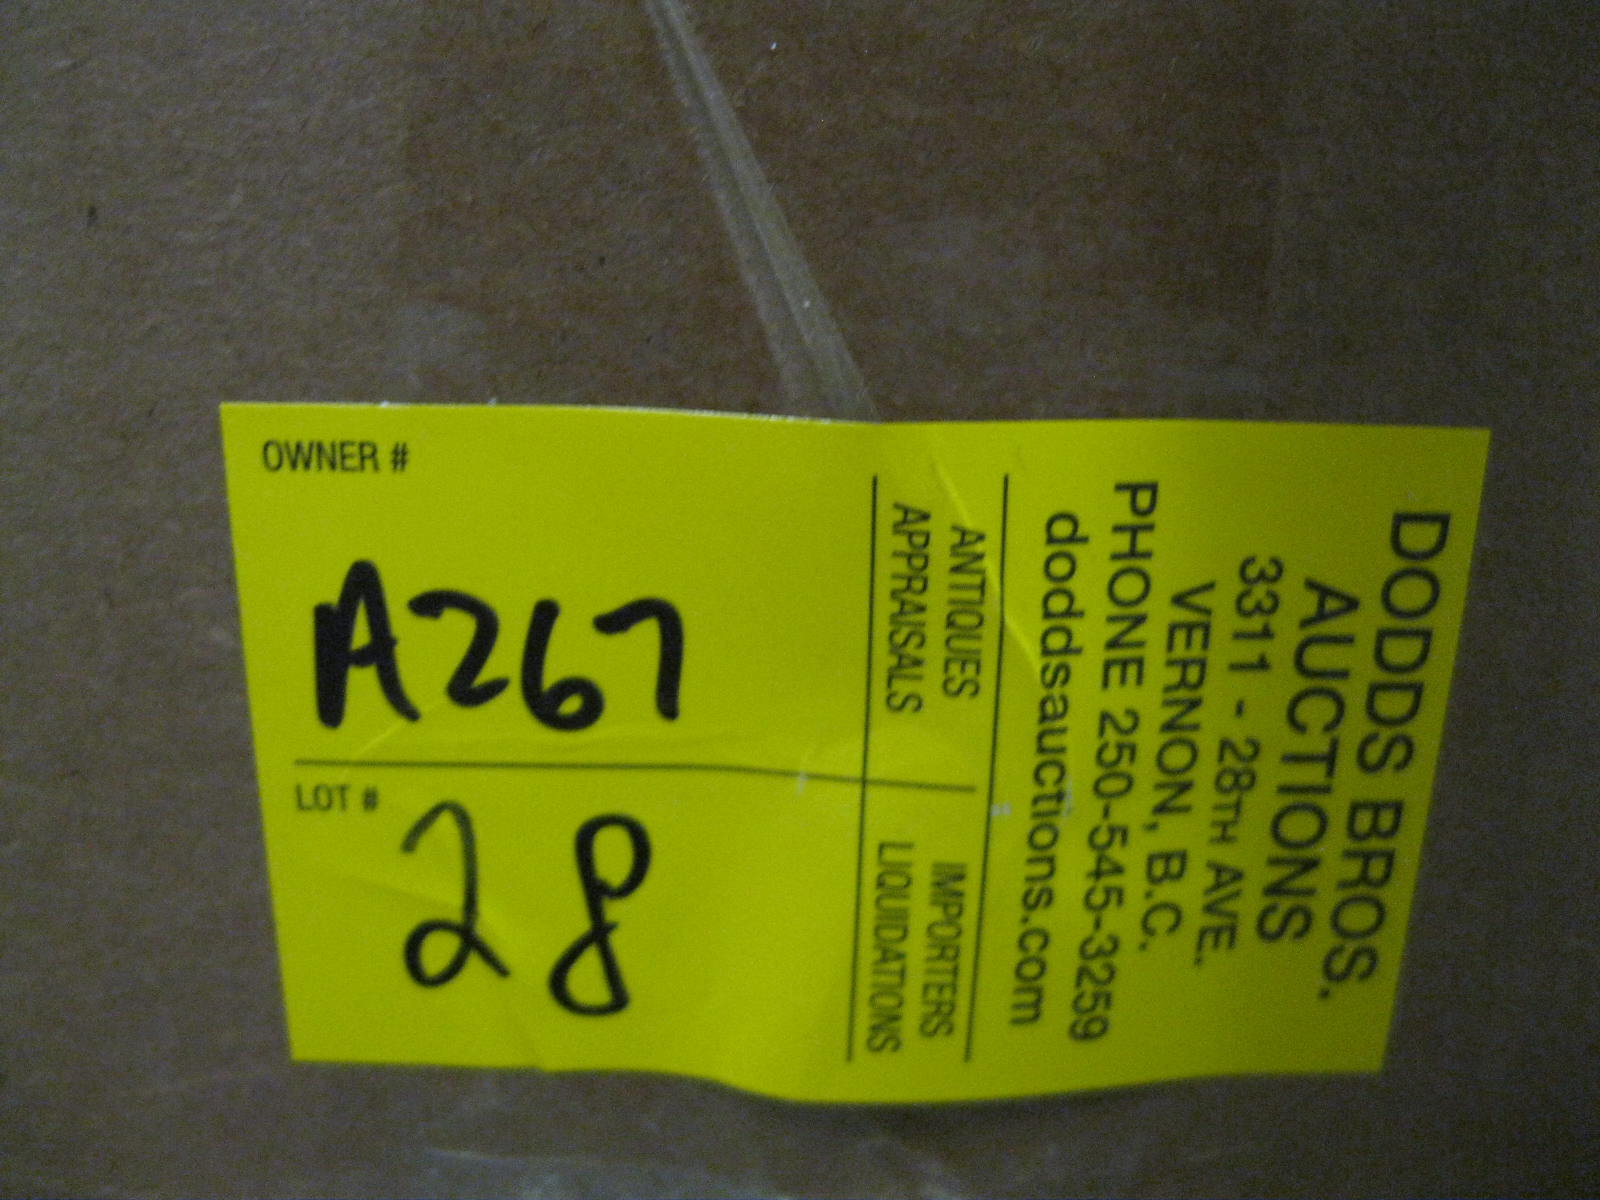 DODDS BROS.
AUCTIONS
3311 - 28TH AVE.
VERNON, B.C.
PHONE 250-545-3259
doddsauctions.com
ANTIQUES
APPRAISALS
IMPORTERS
LIQUIDATIONS
OWNER #
A267
LOT #
28